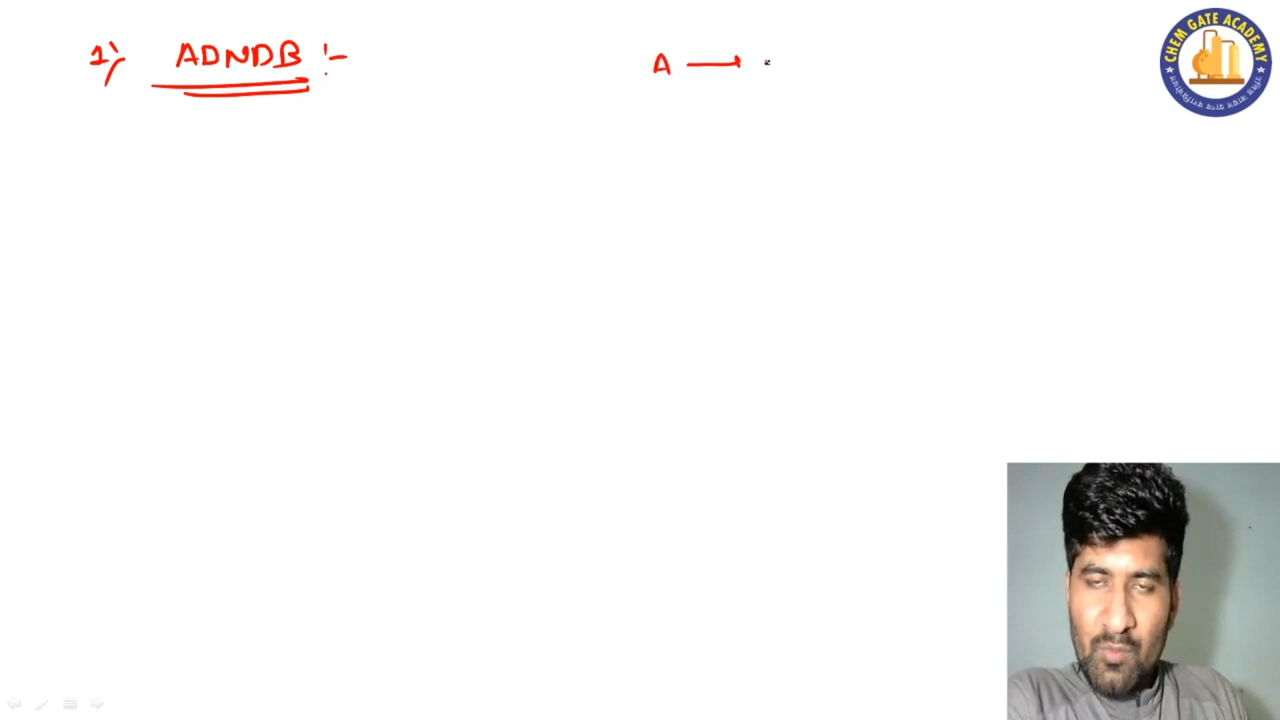 1) ADNDB :-
A →
CHEM GATE ACADEMY